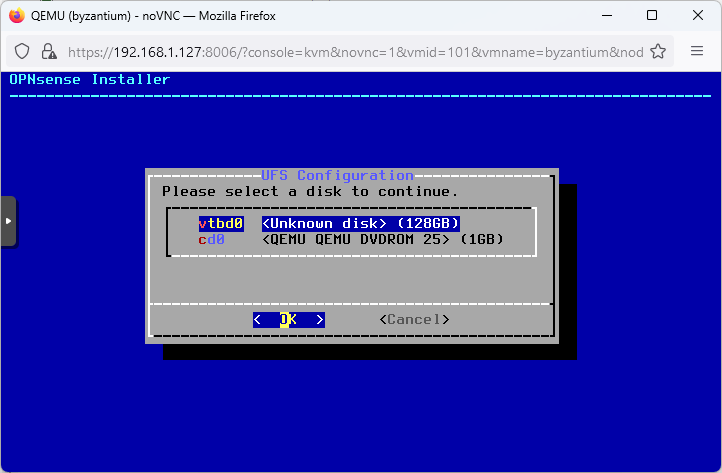 QEMU (byzantium) - noVNC — Mozilla Firefox
https://192.168.1.127:8006/?console=kvm&novnc=1&vmid=101&vmname=byzantium&nod
OPNsense Installer
UFS Configuration
Please select a disk to continue.
vtbd0 <Unknown disk> (128GB)
cd0 <QEMU QEMU DVDROM 25> (1GB)
< OK > <Cancel>